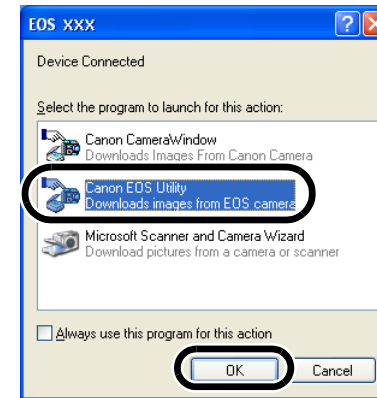 EOS XXX
Device Connected
Select the program to launch for this action:
Canon CameraWindow
Downloads Images From Canon Camera
Canon EOS Utility
Downloads images from EOS camera
Microsoft Scanner and Camera Wizard
Download pictures from a camera or scanner
Always use this program for this action
OK
Cancel